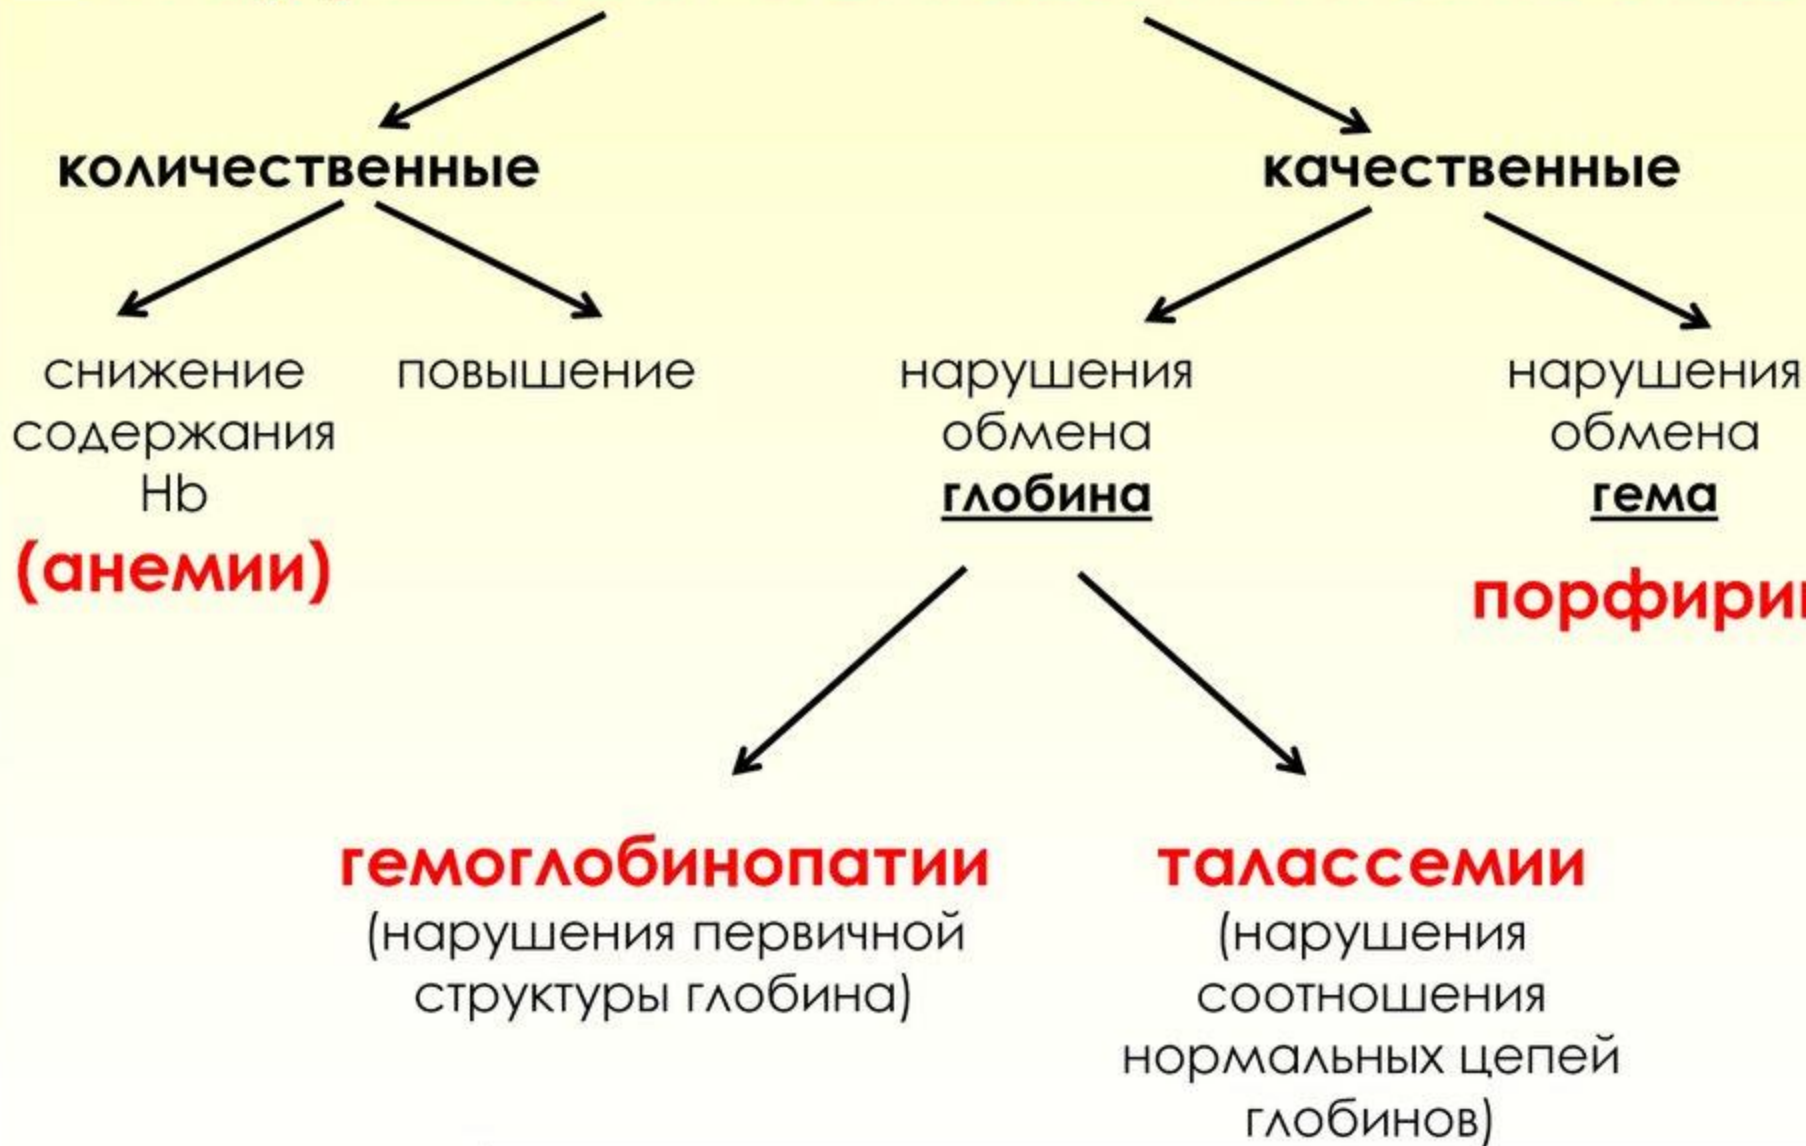 количественные
качественные
снижение
содержания
Hb
(анемии)
повышение
нарушения
обмена
глобина
нарушения
обмена
гема
гемоглобинопатии
(нарушения первичной
структуры глобина)
талассемии
(нарушения
соотношения
нормальных цепей
глобинов)